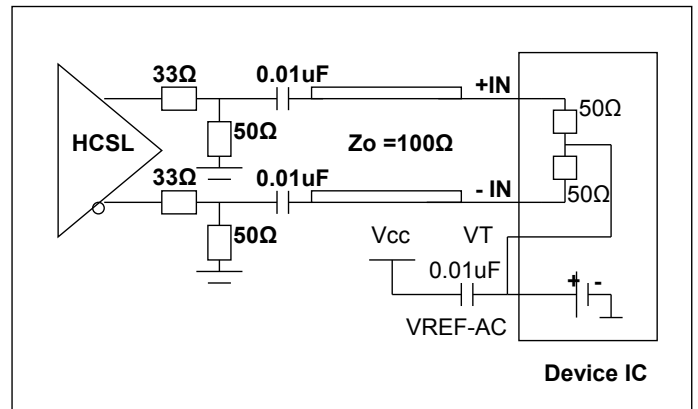 33Ω
0.01uF
+IN
50Ω
50Ω
HCSL
Zo =100Ω
33Ω
0.01uF
- IN
50Ω
50Ω
Vcc
VT
0.01uF
+ -
VREF-AC
Device IC